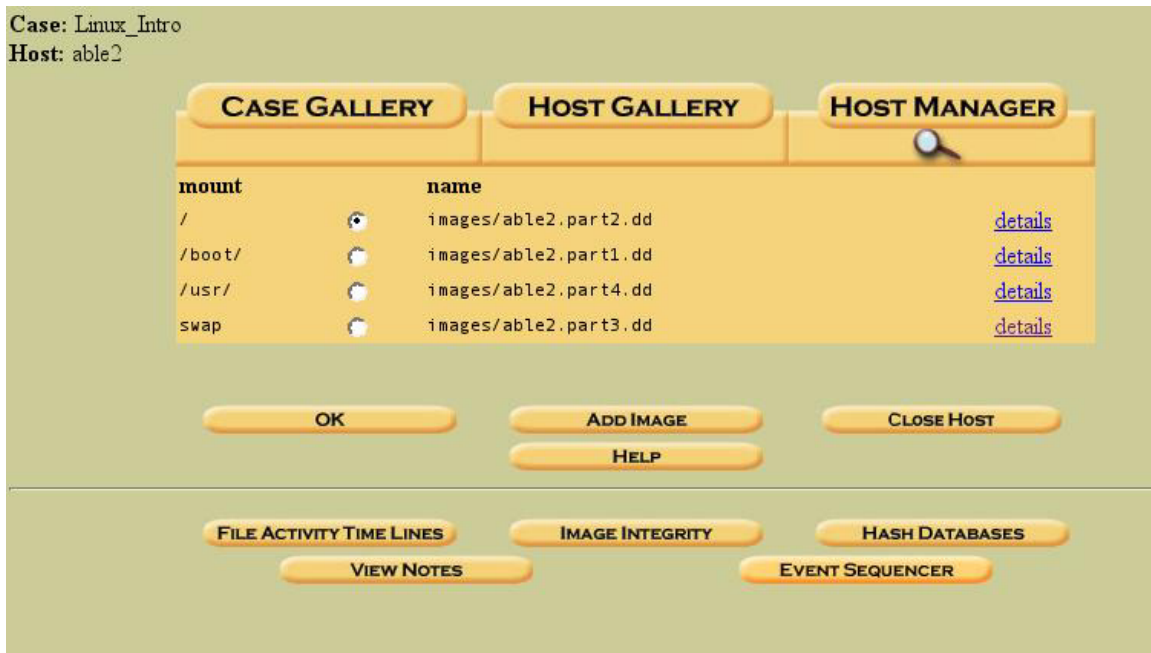 Case: Linux_Intro
Host: able2
CASE GALLERY HOST GALLERY HOST MANAGER
mount name
/ images/able2.part2.dd details
/boot/ images/able2.part1.dd details
/usr/ images/able2.part4.dd details
swap images/able2.part3.dd details
OK ADD IMAGE CLOSE HOST
HELP
FILE ACTIVITY TIME LINES IMAGE INTEGRITY HASH DATABASES
VIEW NOTES EVENT SEQUENCER